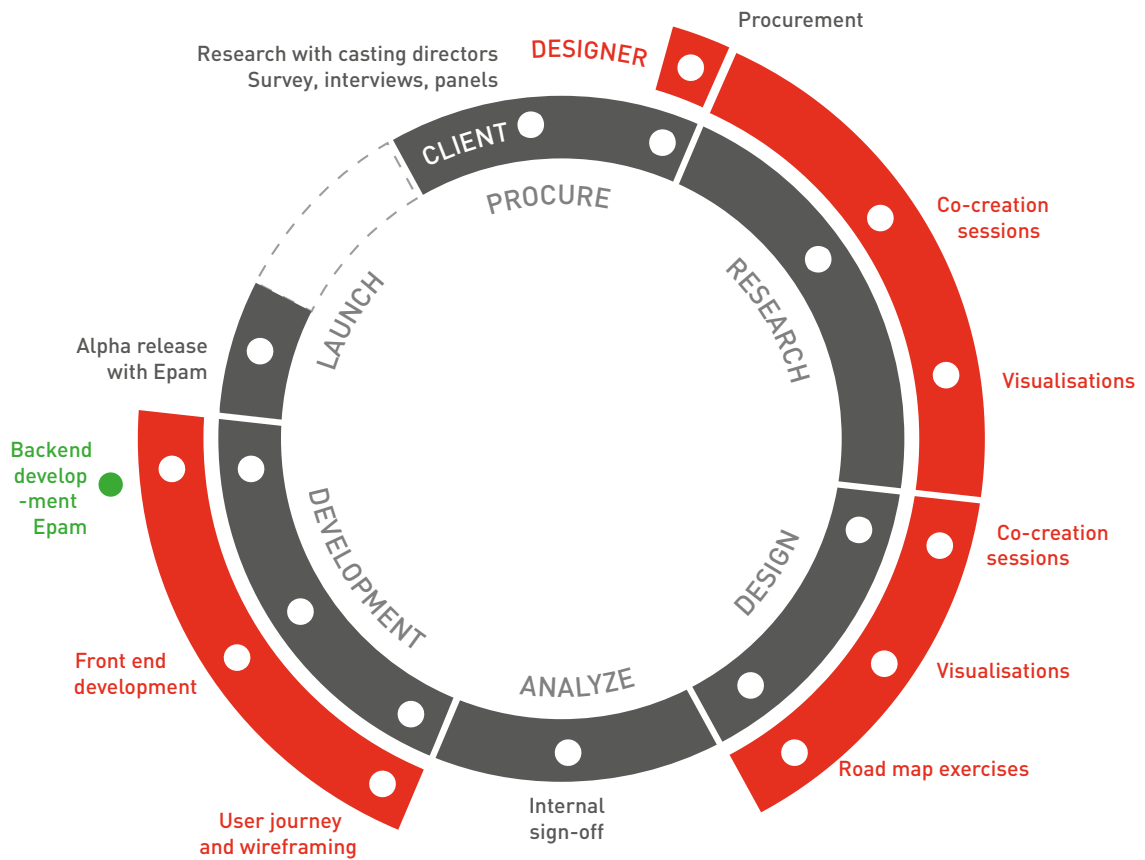 Procurement
DESIGNER
Research with casting directors
Survey, interviews, panels
CLIENT
PROCURE
Co-creation
sessions
RESEARCH
Visualisations
LAUNCH
Alpha release
with Epam
Backend
develop
-ment
Epam
DEVELOPMENT
DESIGN
Co-creation
sessions
Visualisations
ANALYZE
Front end
development
Road map exercises
Internal
sign-off
User journey
and wireframing